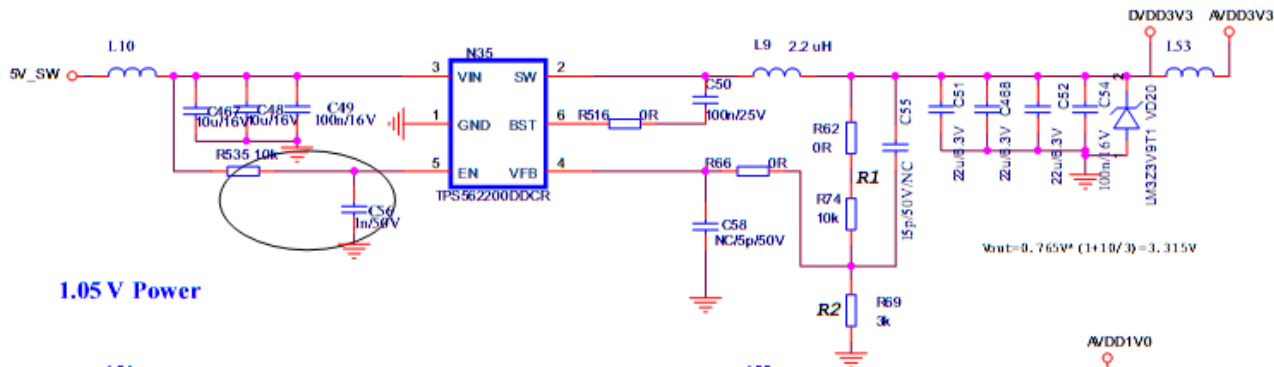 DVDD3V3
AVDD3V3
L10
N35
L9
2.2 uH
L53
5V_SW
3
VIN
SW
2
C50
100n/25V
C467
10u/16V
C48
10u/16V
C49
100n/16V
1
GND
BST
6
R516
0R
R62
0R
C55
15p/50V/NC
C51
22u/6.3V
C468
22u/6.3V
C52
22u/6.3V
C54
100n/16V
2
VD20
LM3Z3V9T1
R535
10k
5
EN
VFB
4
R66
0R
R1
TPS562200DDCR
C56
1n/50V
C58
NC/5p/50V
R74
10k
Vout=0.765V*(1+10/3)=3.315V
1.05 V Power
R2
R69
3k
AVDD1V0